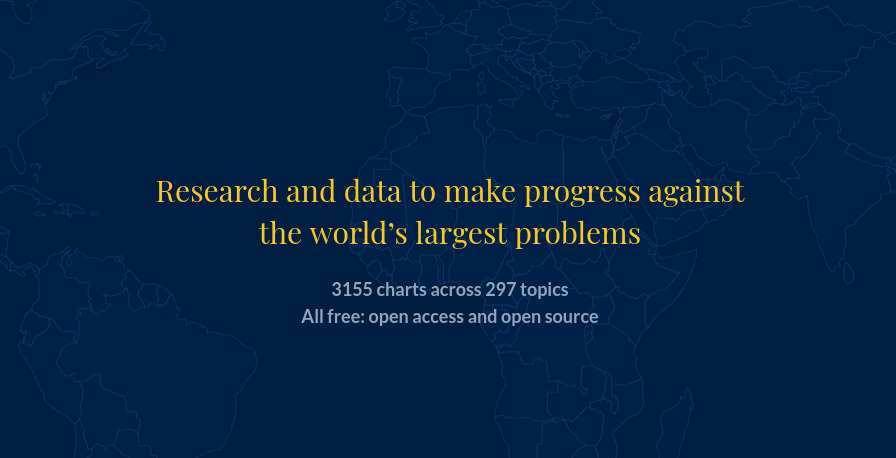 Research and data to make progress against
the world’s largest problems
3155 charts across 297 topics
All free: open access and open source